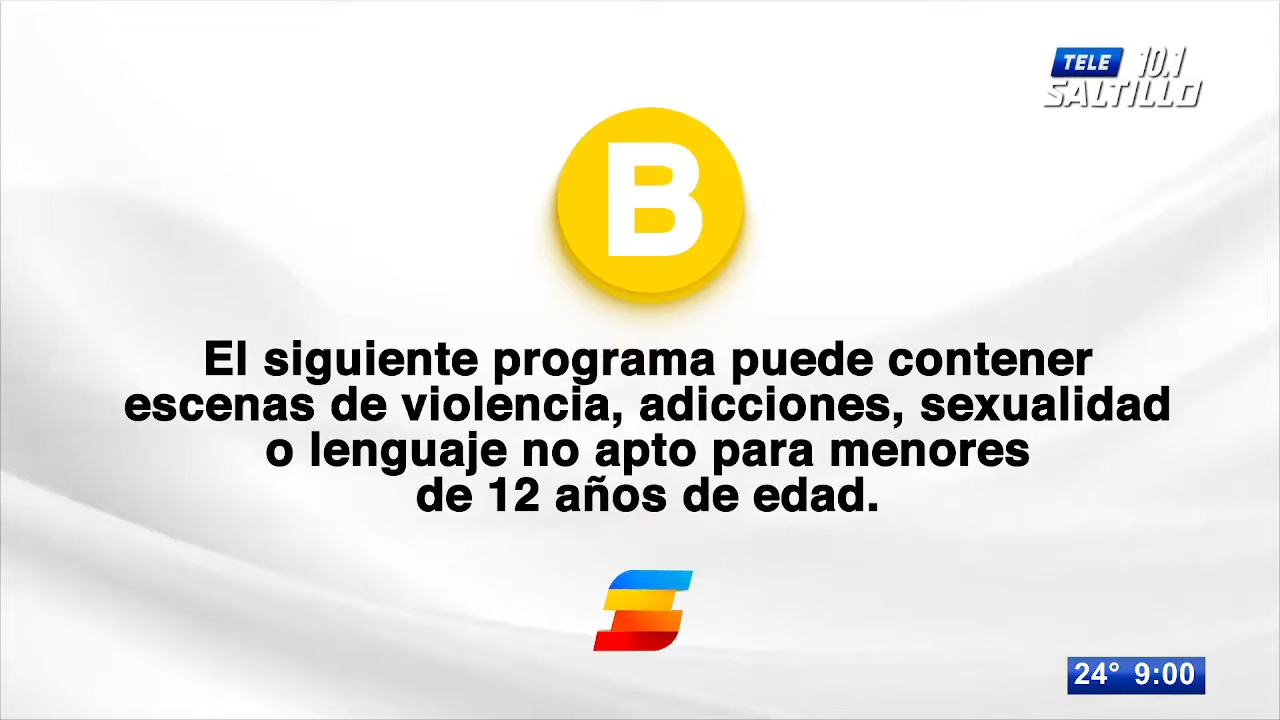 TELE 10.1
SALTILLO
B
El siguiente programa puede contener
escenas de violencia, adicciones, sexualidad
o lenguaje no apto para menores
de 12 años de edad.
24° 9:00